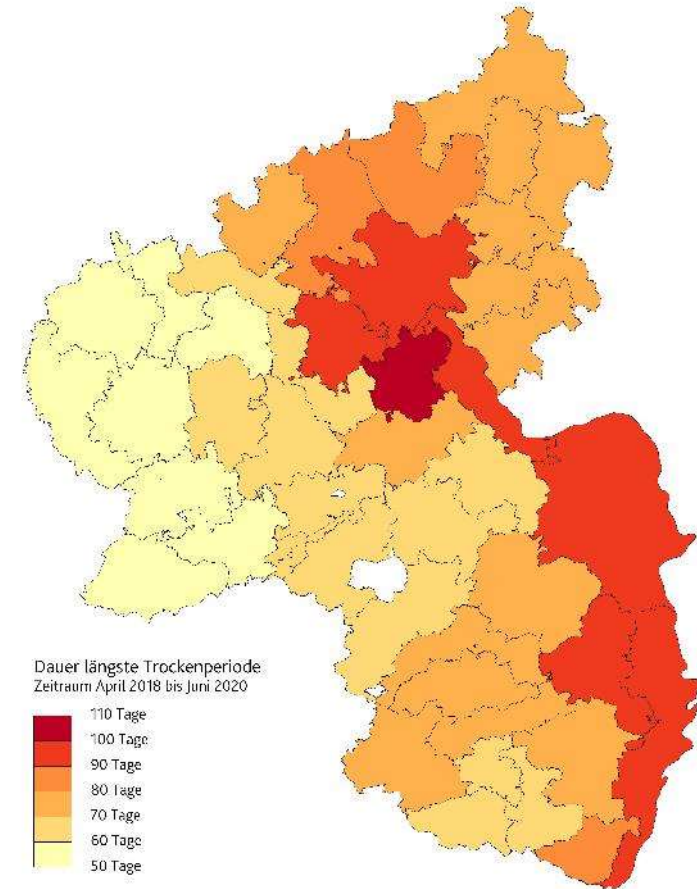 Dauer längste Trockenperiode
Zeitraum April 2018 bis Juni 2020
110 Tage
100 Tage
90 Tage
80 Tage
70 Tage
60 Tage
50 Tage